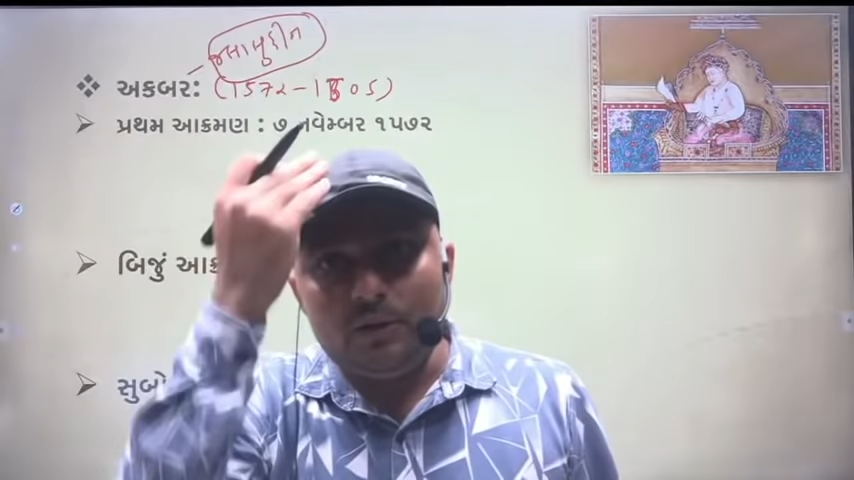 જલાલુદ્દીન
❖ અકબર: (1572-1605)
➢ પ્રથમ આક્રમણ : ૭ નવેમ્બર ૧૫૭૨
➢ બિજું
➢